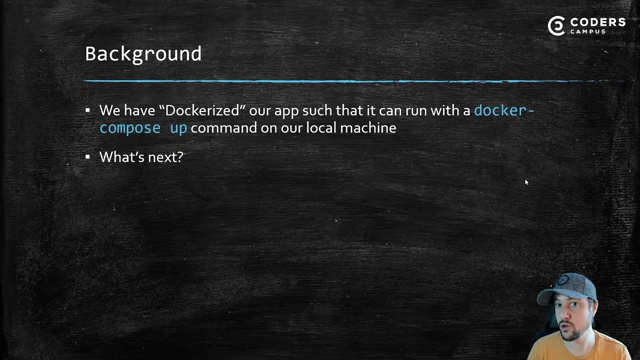 CODERS
CAMPUS
Background
▪ We have “Dockerized” our app such that it can run with a docker-
compose up command on our local machine
▪ What’s next?